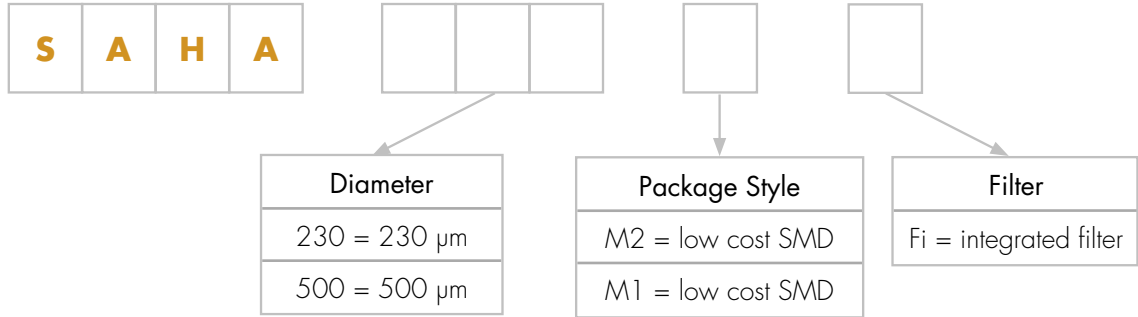 S A H A
Diameter
230 = 230 µm
500 = 500 µm
Package Style
M2 = low cost SMD
M1 = low cost SMD
Filter
Fi = integrated filter